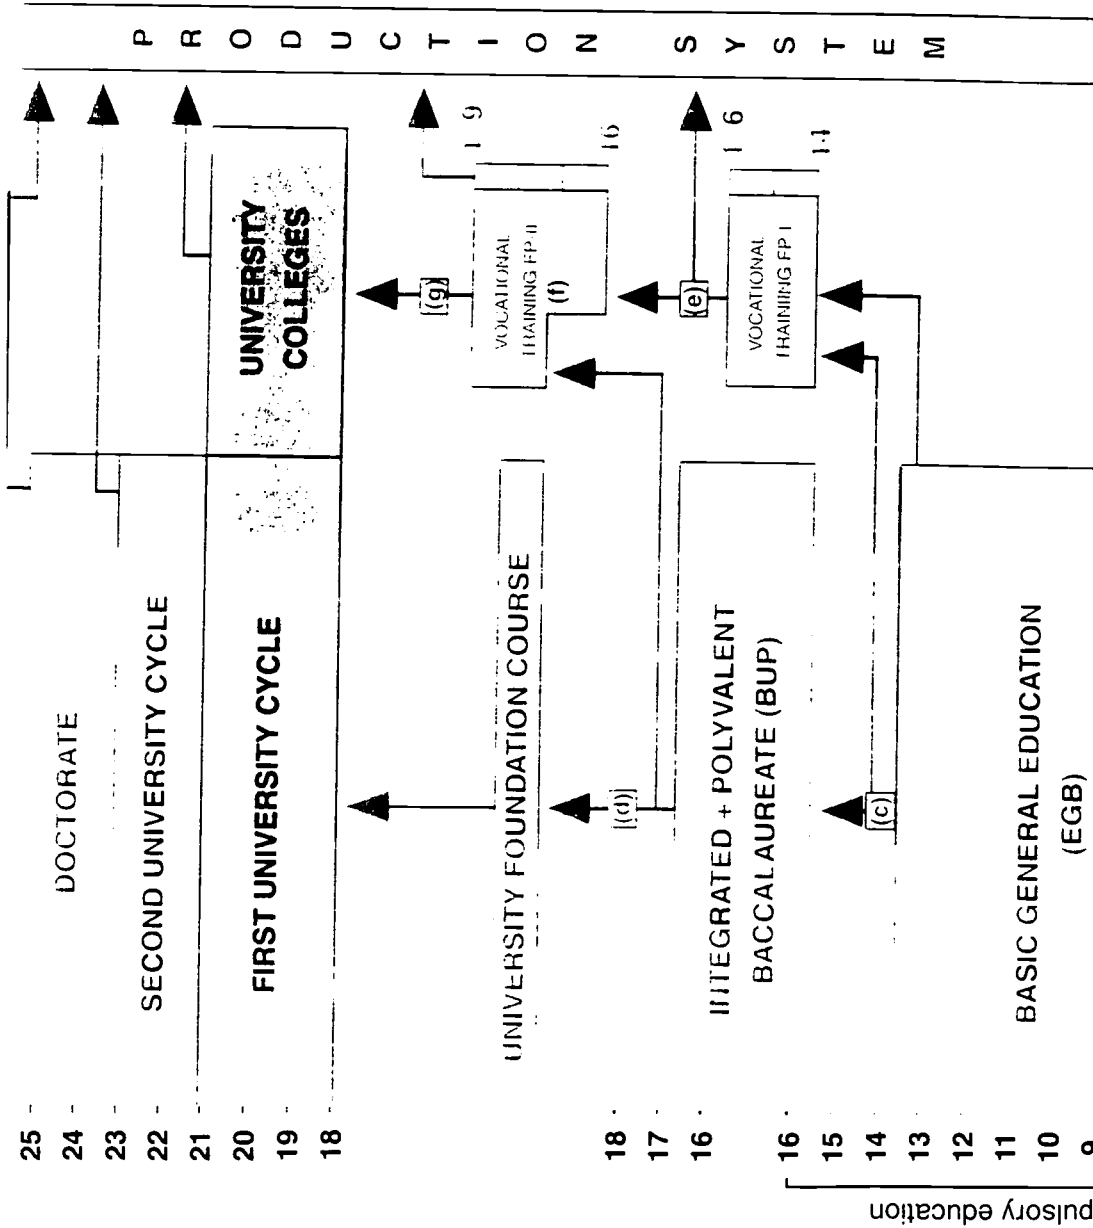 PRODUCTION SYSTEM
DOCTORATE
SECOND UNIVERSITY CYCLE
FIRST UNIVERSITY CYCLE
UNIVERSITY
COLLEGES
UNIVERSITY FOUNDATION COURSE
VOCATIONAL
TRAINING FP II
(f)
(g)
19
16
(d)
INTEGRATED + POLYVALENT
BACCALAUREATE (BUP)
VOCATIONAL
TRAINIING FP I
(e)
16
14
(c)
BASIC GENERAL EDUCATION
(EGB)
25
24
23
22
21
20
19
18
18
17
16
16
15
14
13
12
11
10
9
pulsory education